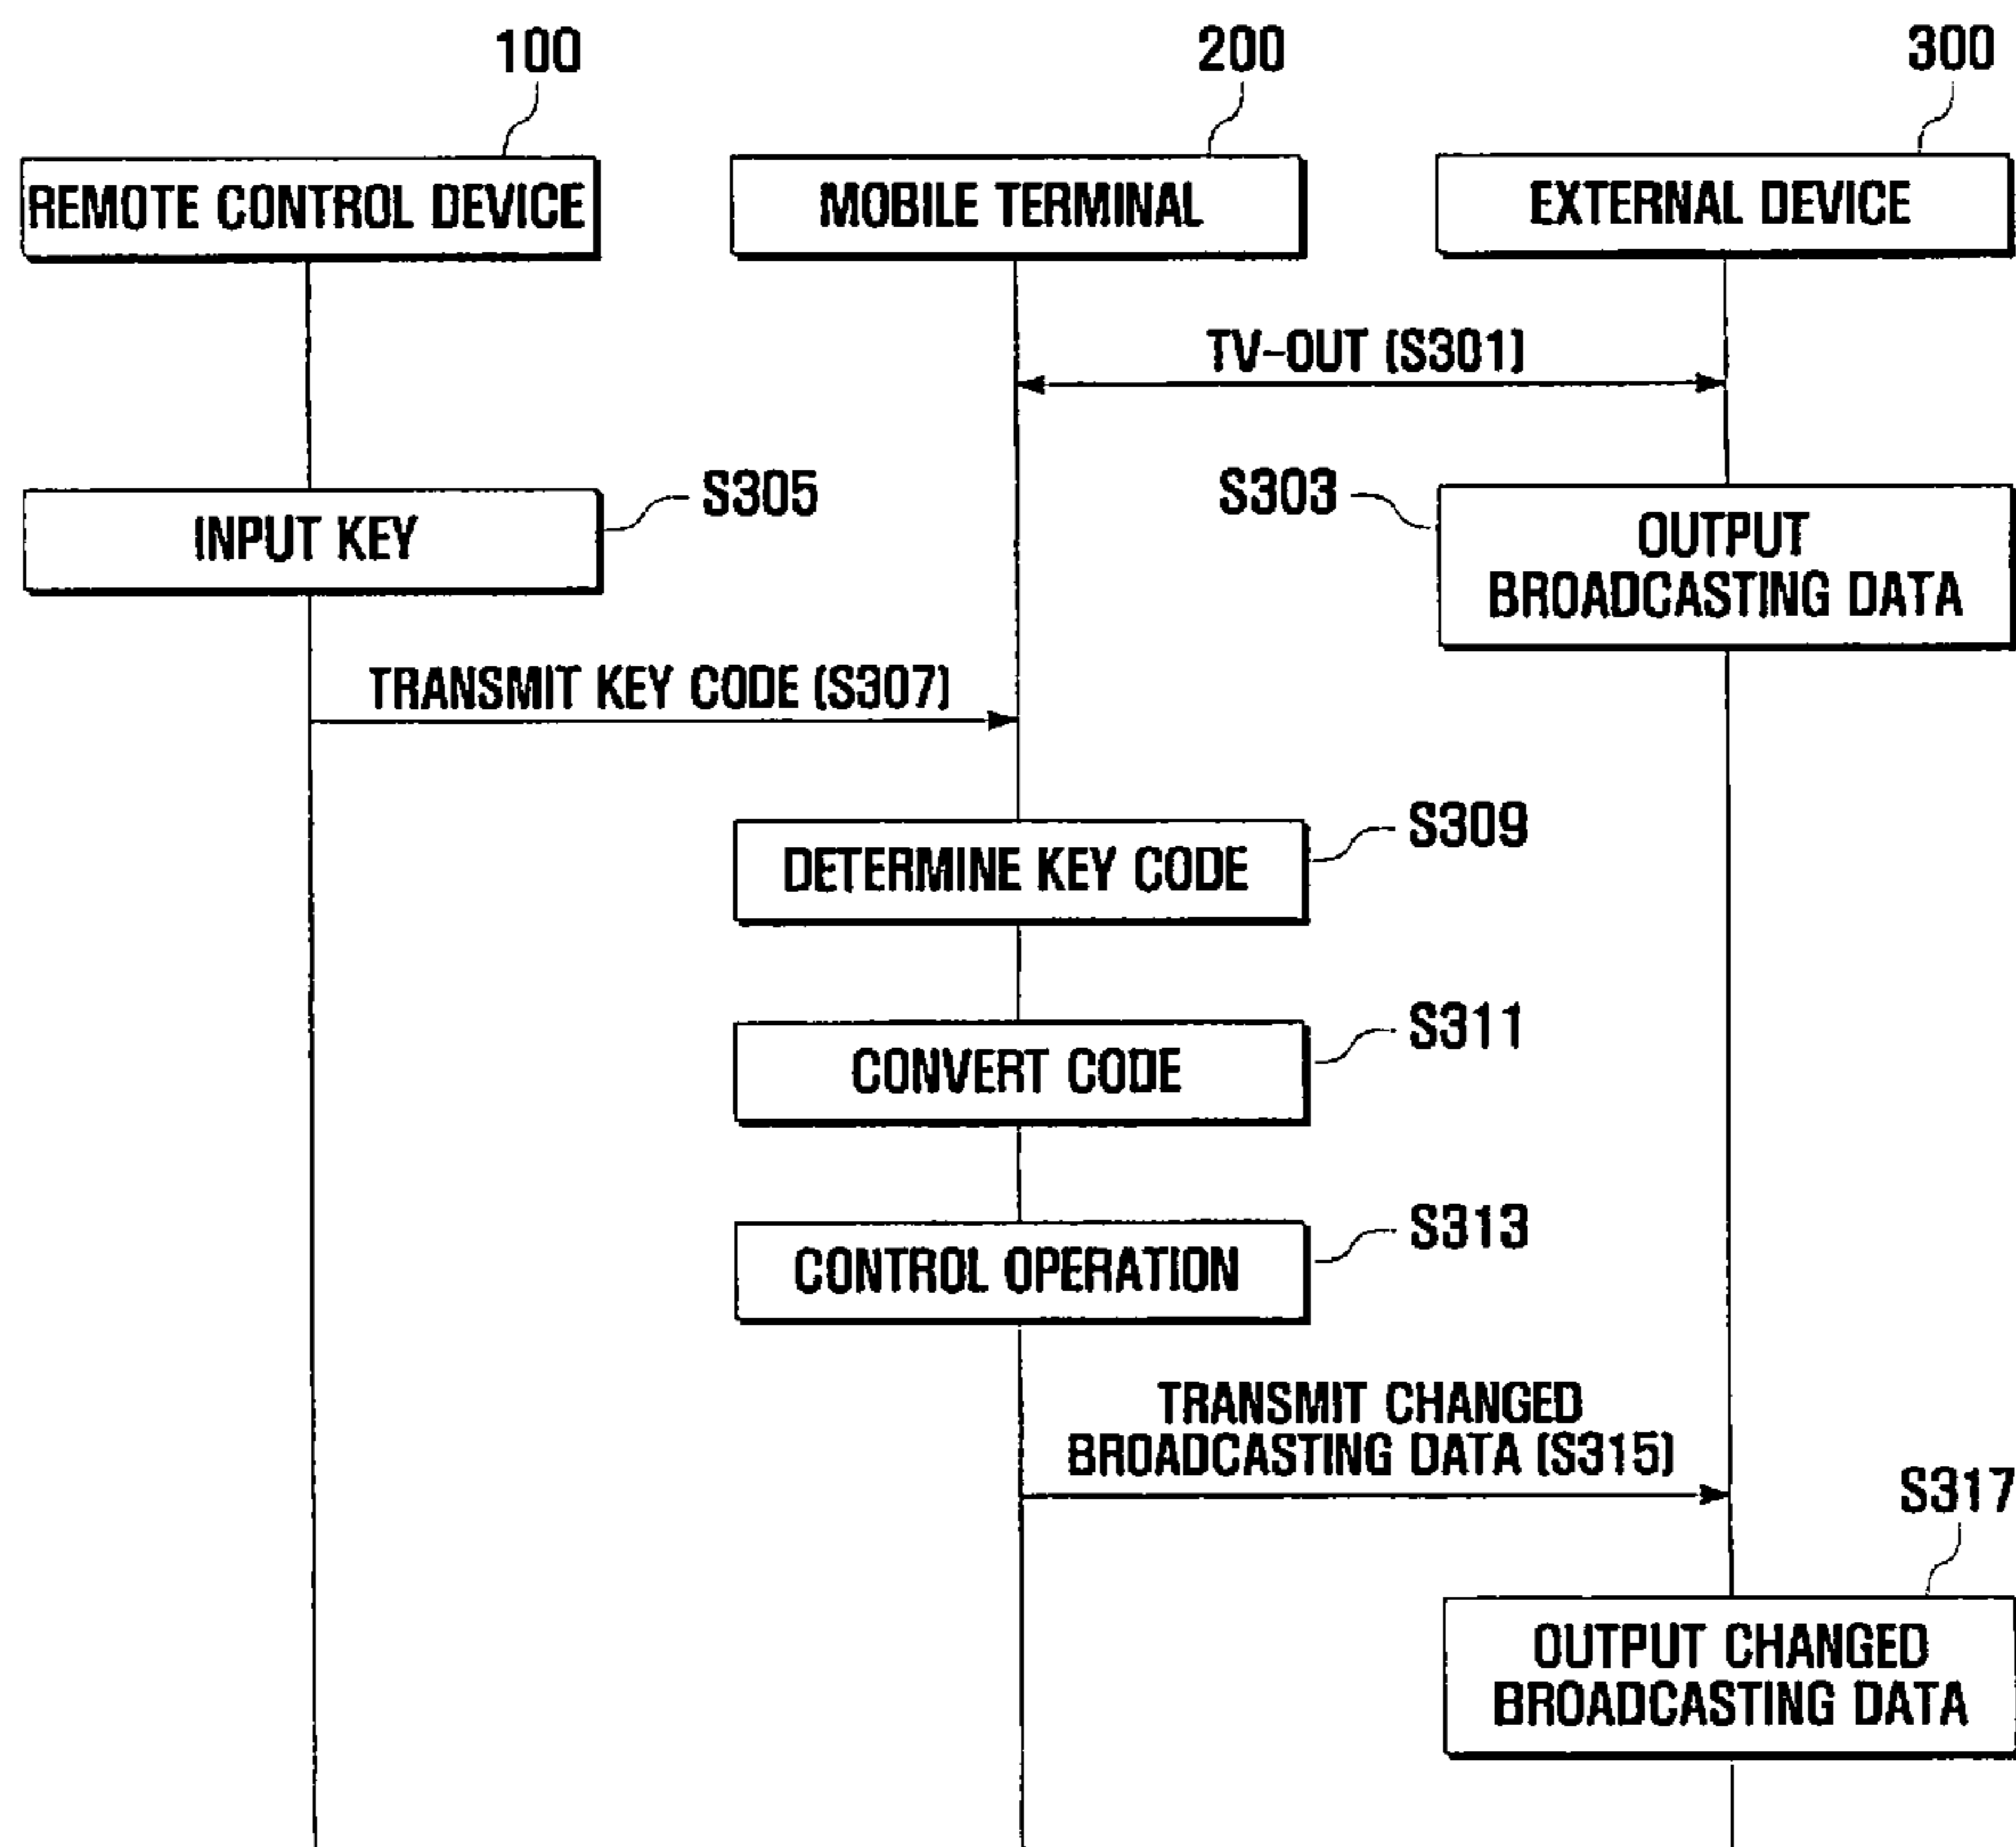 100
200
300
REMOTE CONTROL DEVICE
MOBILE TERMINAL
EXTERNAL DEVICE
TV-OUT (S301)
S305
S303
INPUT KEY
OUTPUT
BROADCASTING DATA
TRANSMIT KEY CODE (S307)
S309
DETERMINE KEY CODE
S311
CONVERT CODE
S313
CONTROL OPERATION
TRANSMIT CHANGED
BROADCASTING DATA (S315)
S317
OUTPUT CHANGED
BROADCASTING DATA